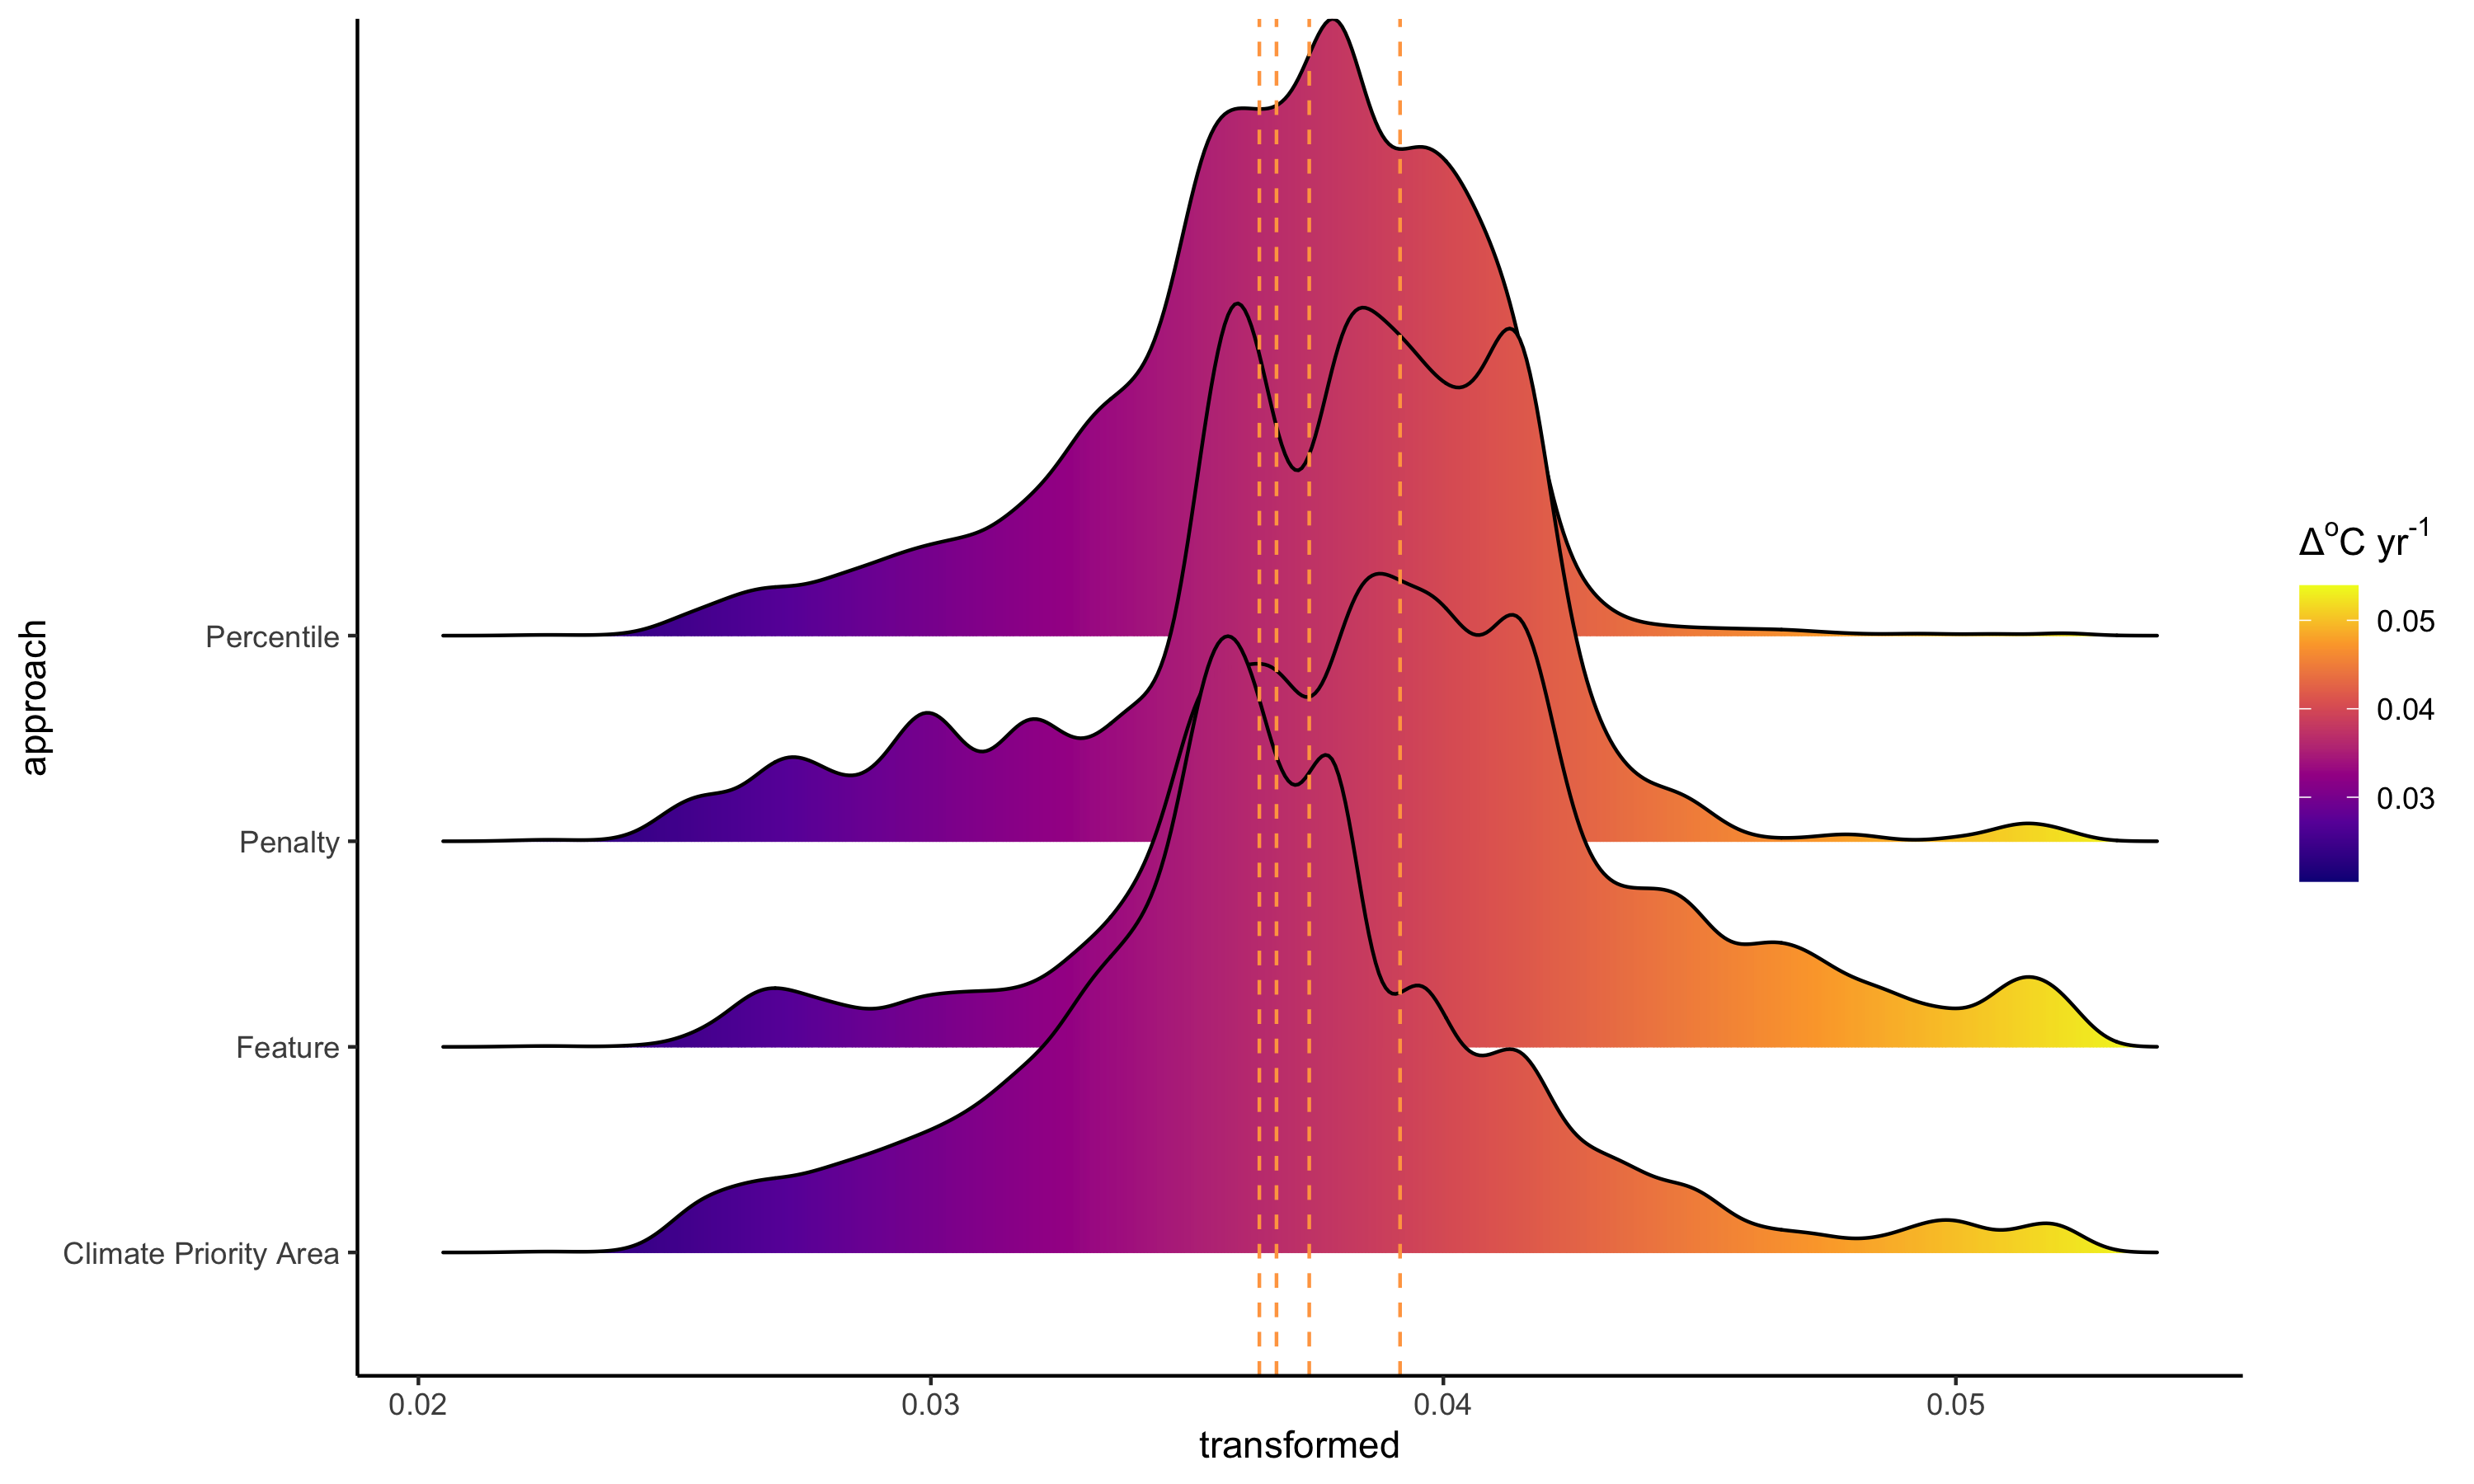 approach
Percentile
Penalty
Feature
Climate Priority Area
0.02 0.03 0.04 0.05
transformed
Δ°C yr⁻¹
0.05
0.04
0.03